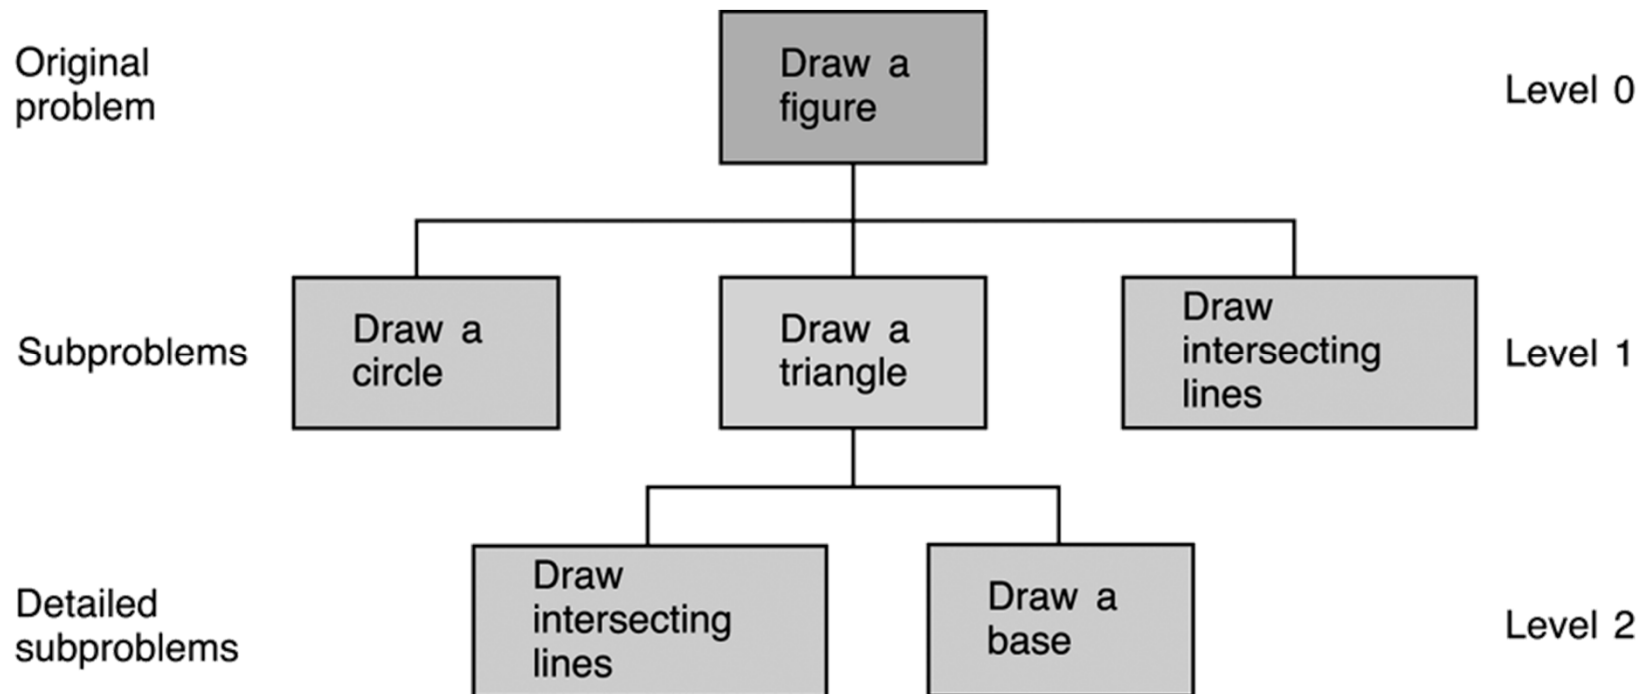 Original
problem
Draw a
figure
Level 0
Subproblems
Draw a
circle
Draw a
triangle
Draw
intersecting
lines
Level 1
Detailed
subproblems
Draw
intersecting
lines
Draw a
base
Level 2